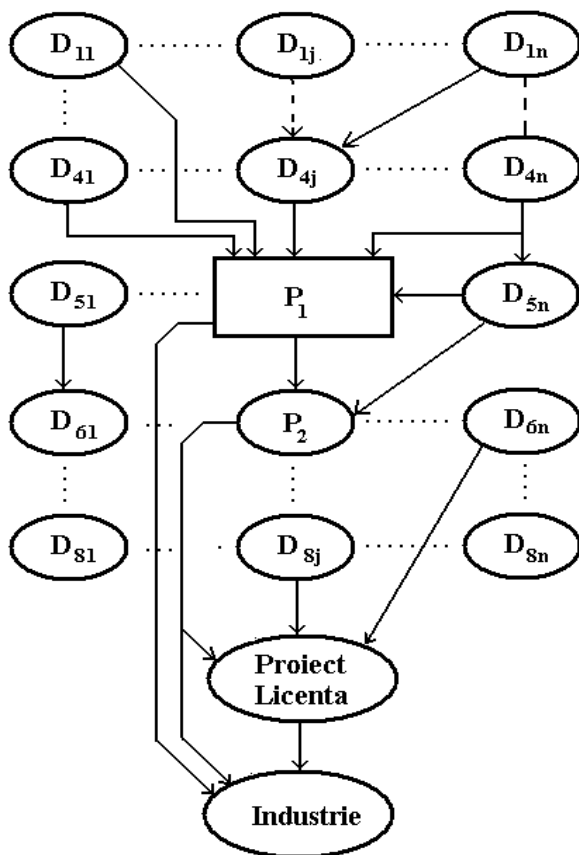 D11 D1j D1n
D41 D4j D4n
D51 P1 D5n
D61 P2 D6n
D81 D8j D8n
Proiect
Licenta
Industrie